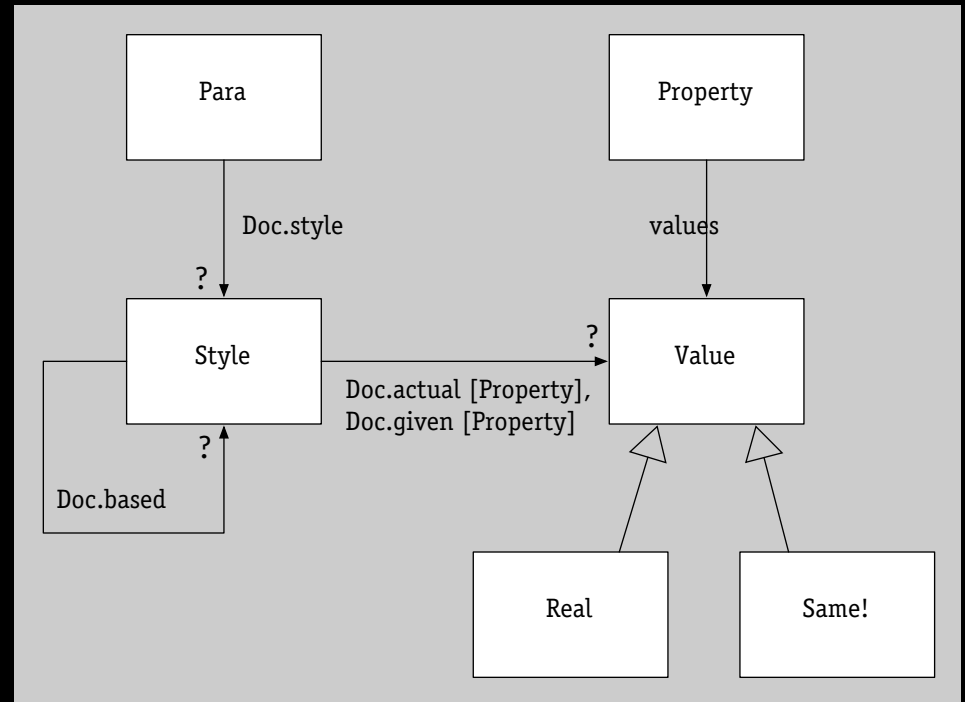 Para
Property
Doc.style
values
?
Style
?
Value
Doc.actual [Property],
Doc.given [Property]
?
Doc.based
Real
Same!